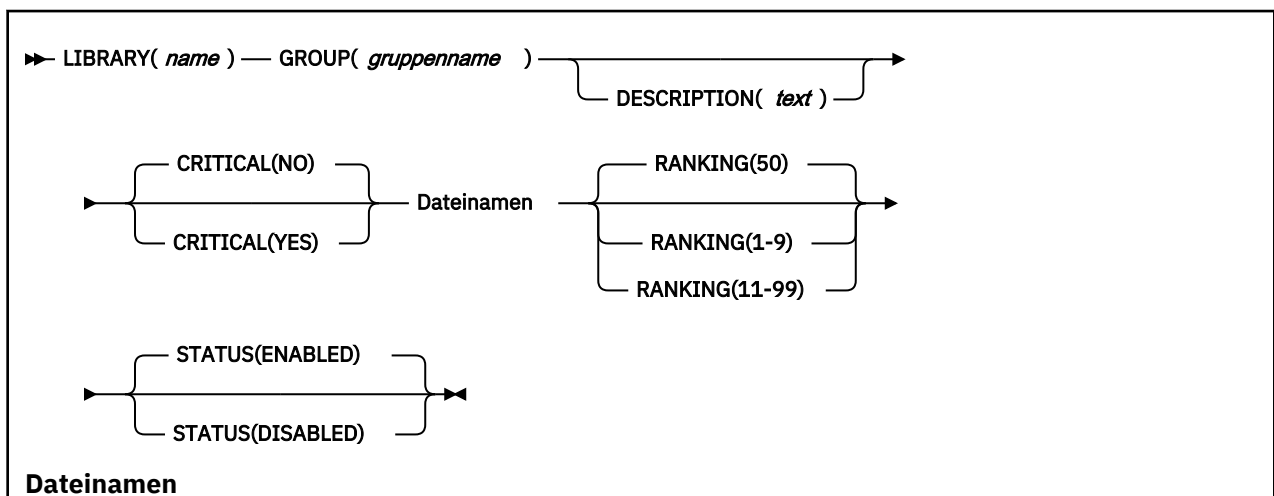 LIBRARY( name ) GROUP( gruppenname )
DESCRIPTION( text )
CRITICAL(NO)
CRITICAL(YES)
Dateinamen
RANKING(50)
RANKING(1-9)
RANKING(11-99)
STATUS(ENABLED)
STATUS(DISABLED)
Dateinamen